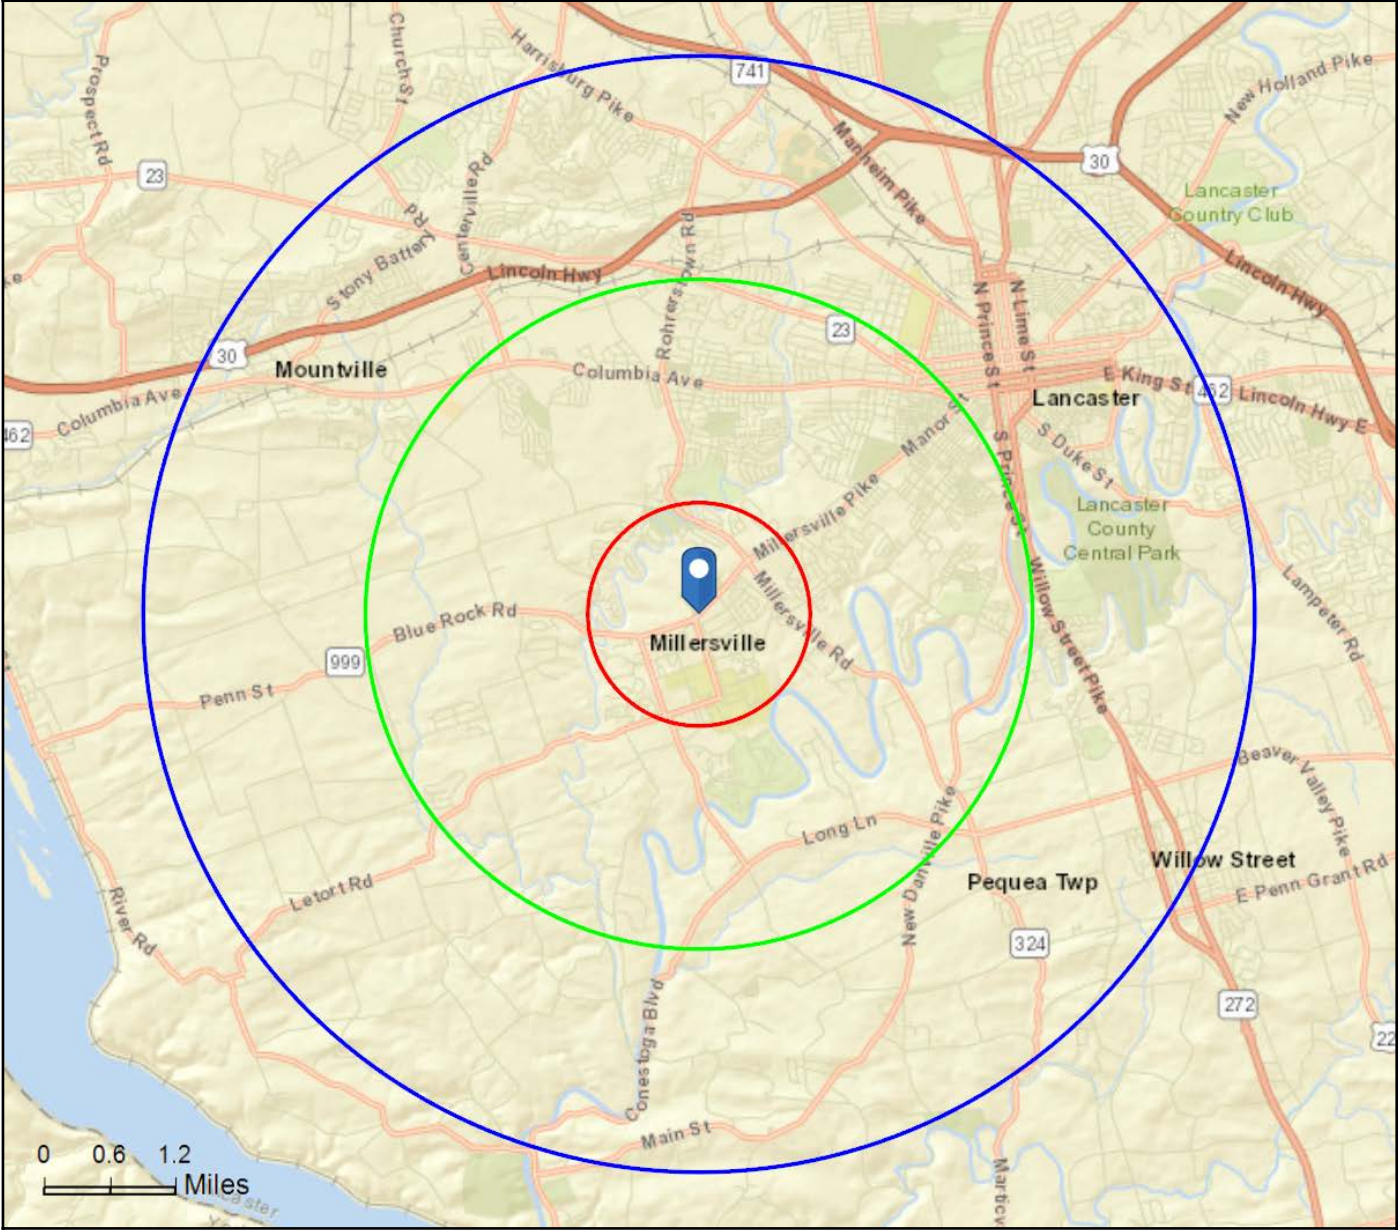 Church St
Harrisburg Pike
741
New Holland Pike
Prospect Rd
Manheim Pike
30
23
Centerville Rd
Lancaster
Country Club
Stony Battery Rd
Rohrerstown Rd
Lincoln Hwy
Lincoln Hwy
ke
N Prince St
N Lime St
23
30
Mountville
Columbia Ave
E King St
462
Lincoln Hwy E
Columbia Ave
Lancaster
462
Manor St
S Prince St
S Duke St
Millersville Pike
Lancaster
County
Central Park
Willow Street Pike
Lampeter Rd
Millersville Rd
Blue Rock Rd
Millersville
999
Penn St
Beaver Valley Pike
New Danville Pike
Long Ln
Willow Street
Pequea Twp
E Penn Grant Rd
Letort Rd
River Rd
324
272
22
Conestoga Blvd
Main St
Marticv
0 0.6 1.2
Miles